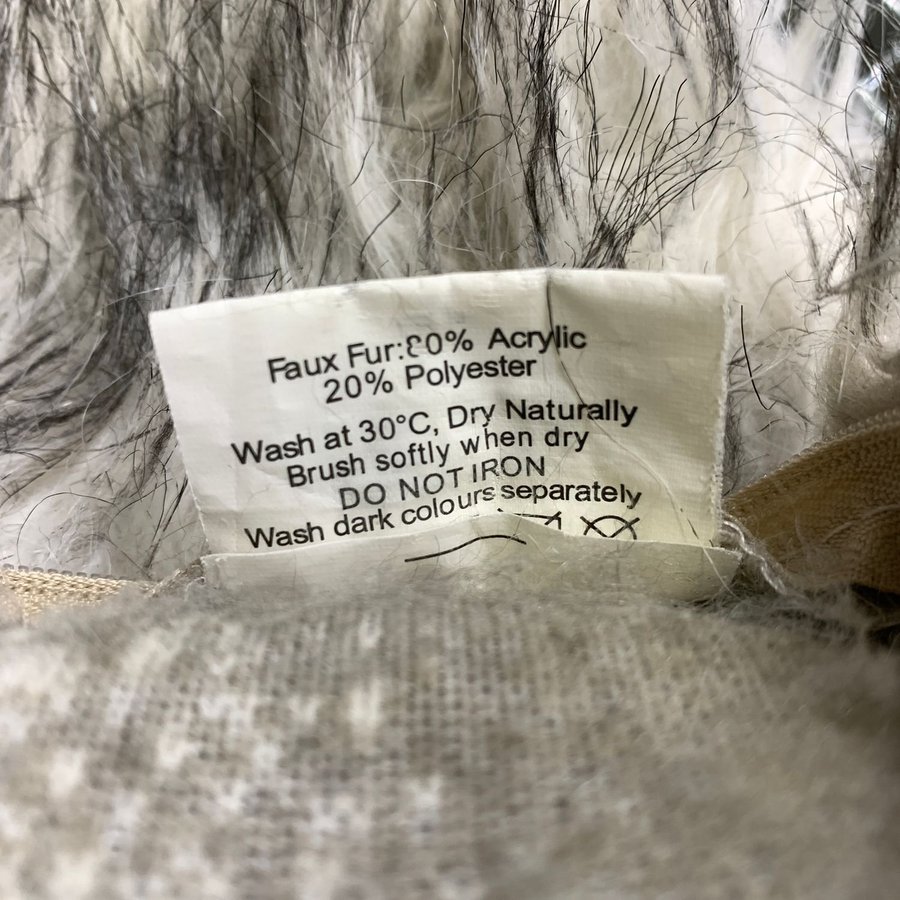 Faux Fur:80% Acrylic
20% Polyester
Wash at 30°C, Dry Naturally
Brush softly when dry
DO NOT IRON
Wash dark colours separately